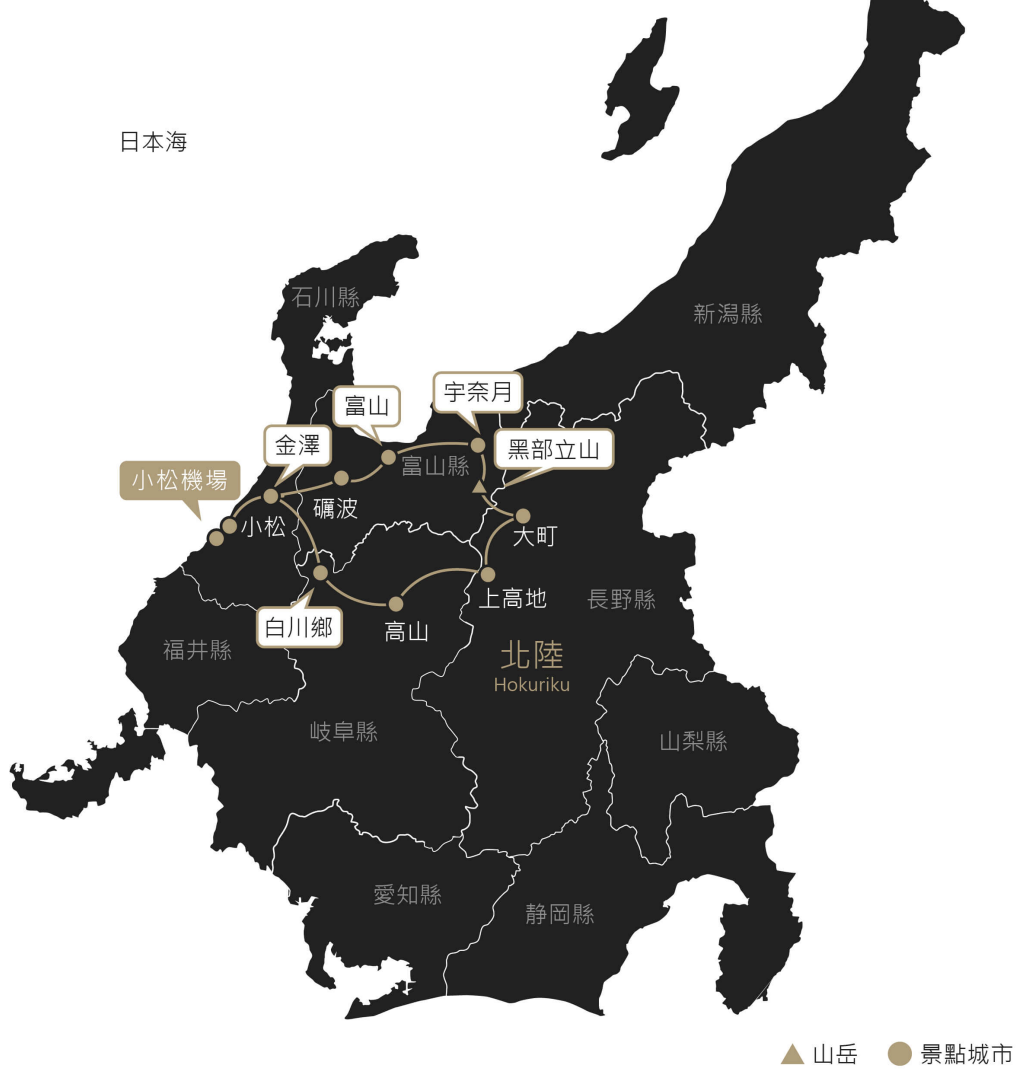 日本海
石川縣
新潟縣
宇奈月
富山
金澤
黑部立山
富山縣
小松機場
礪波
小松
大町
上高地
長野縣
白川鄉
高山
福井縣
北陸
Hokuriku
岐阜縣
山梨縣
愛知縣
静岡縣
山岳
景點城市